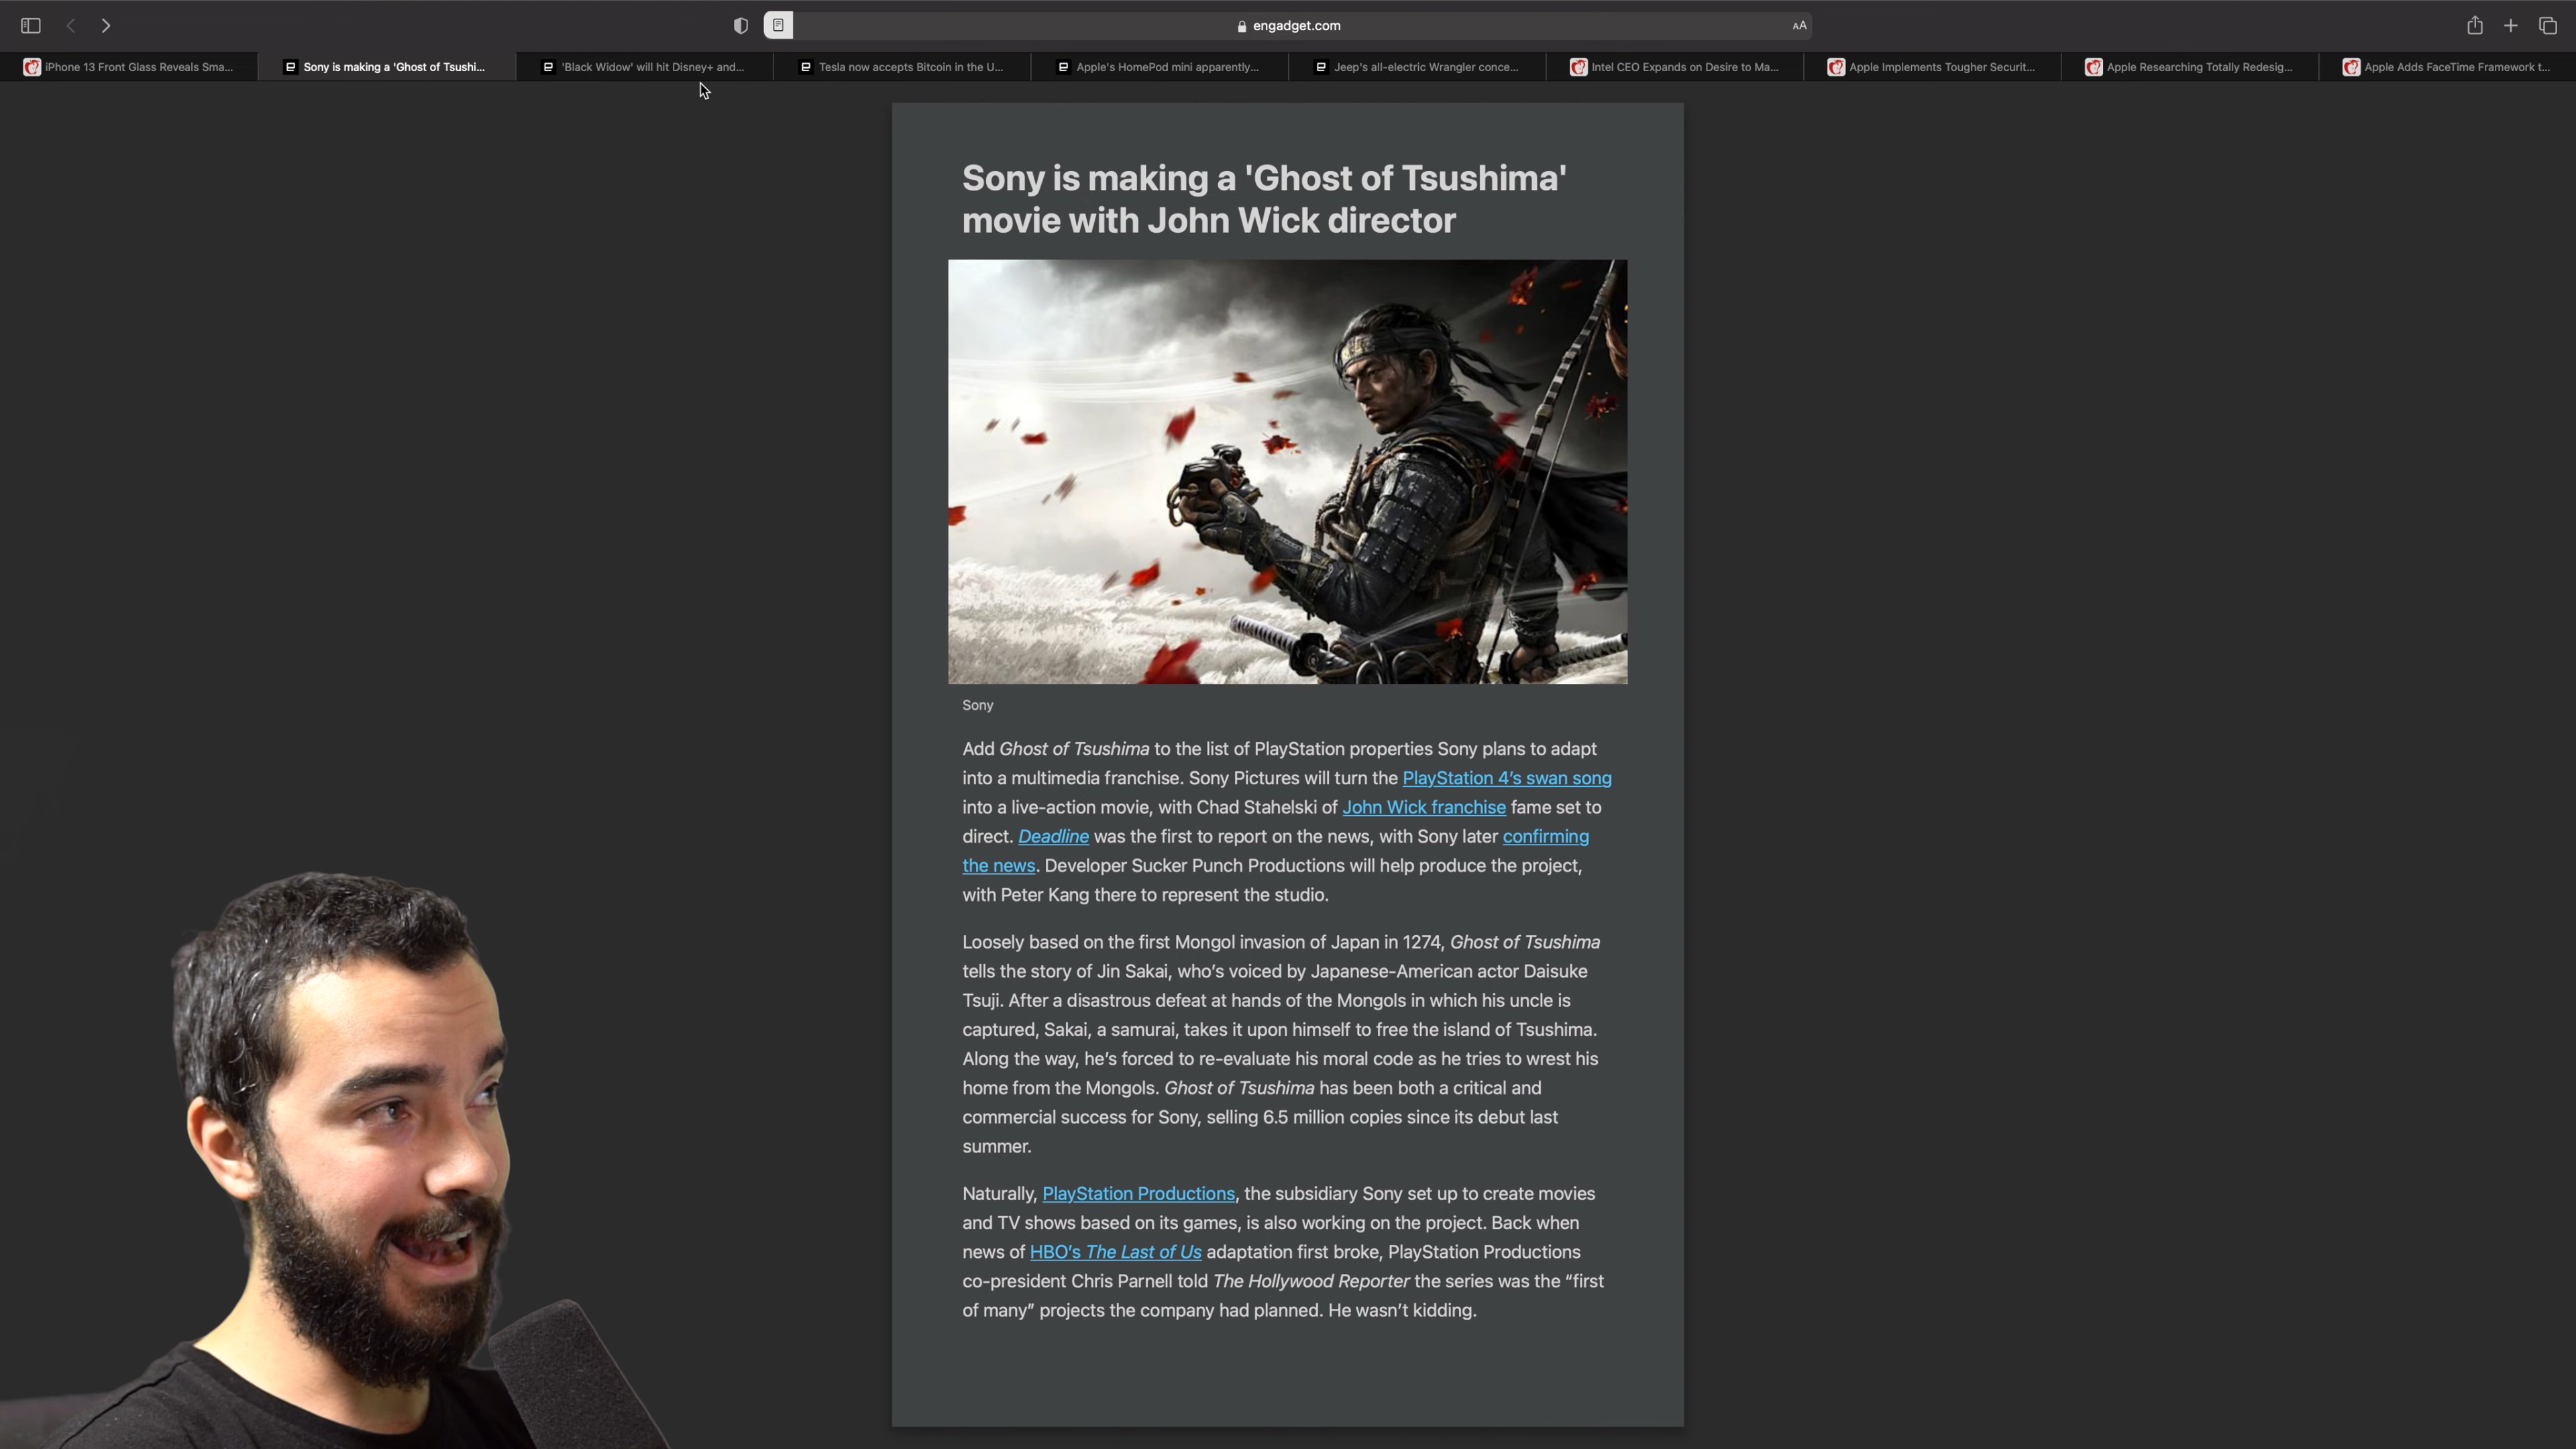 engadget.com
AA
iPhone 13 Front Glass Reveals Sma...
Sony is making a 'Ghost of Tsushi...
'Black Widow' will hit Disney+ and...
Tesla now accepts Bitcoin in the U...
Apple's HomePod mini apparently...
Jeep's all-electric Wrangler conce...
Intel CEO Expands on Desire to Ma...
Apple Implements Tougher Securit...
Apple Researching Totally Redesig...
Apple Adds FaceTime Framework t...
Sony is making a 'Ghost of Tsushima'
movie with John Wick director
Sony
Add Ghost of Tsushima to the list of PlayStation properties Sony plans to adapt
into a multimedia franchise. Sony Pictures will turn the PlayStation 4’s swan song
into a live-action movie, with Chad Stahelski of John Wick franchise fame set to
direct. Deadline was the first to report on the news, with Sony later confirming
the news. Developer Sucker Punch Productions will help produce the project,
with Peter Kang there to represent the studio.
Loosely based on the first Mongol invasion of Japan in 1274, Ghost of Tsushima
tells the story of Jin Sakai, who’s voiced by Japanese-American actor Daisuke
Tsuji. After a disastrous defeat at hands of the Mongols in which his uncle is
captured, Sakai, a samurai, takes it upon himself to free the island of Tsushima.
Along the way, he’s forced to re-evaluate his moral code as he tries to wrest his
home from the Mongols. Ghost of Tsushima has been both a critical and
commercial success for Sony, selling 6.5 million copies since its debut last
summer.
Naturally, PlayStation Productions, the subsidiary Sony set up to create movies
and TV shows based on its games, is also working on the project. Back when
news of HBO’s The Last of Us adaptation first broke, PlayStation Productions
co-president Chris Parnell told The Hollywood Reporter the series was the “first
of many” projects the company had planned. He wasn’t kidding.